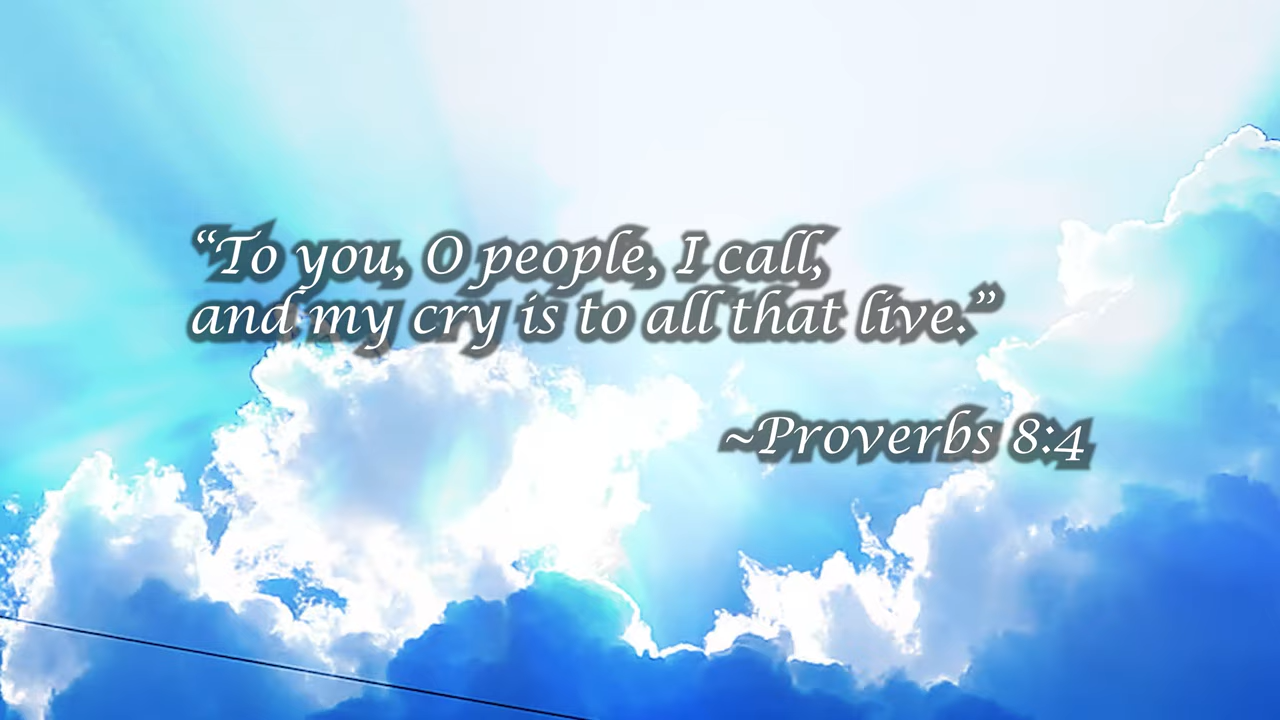 “To you, O people, I call,
and my cry is to all that live.”
~Proverbs 8:4